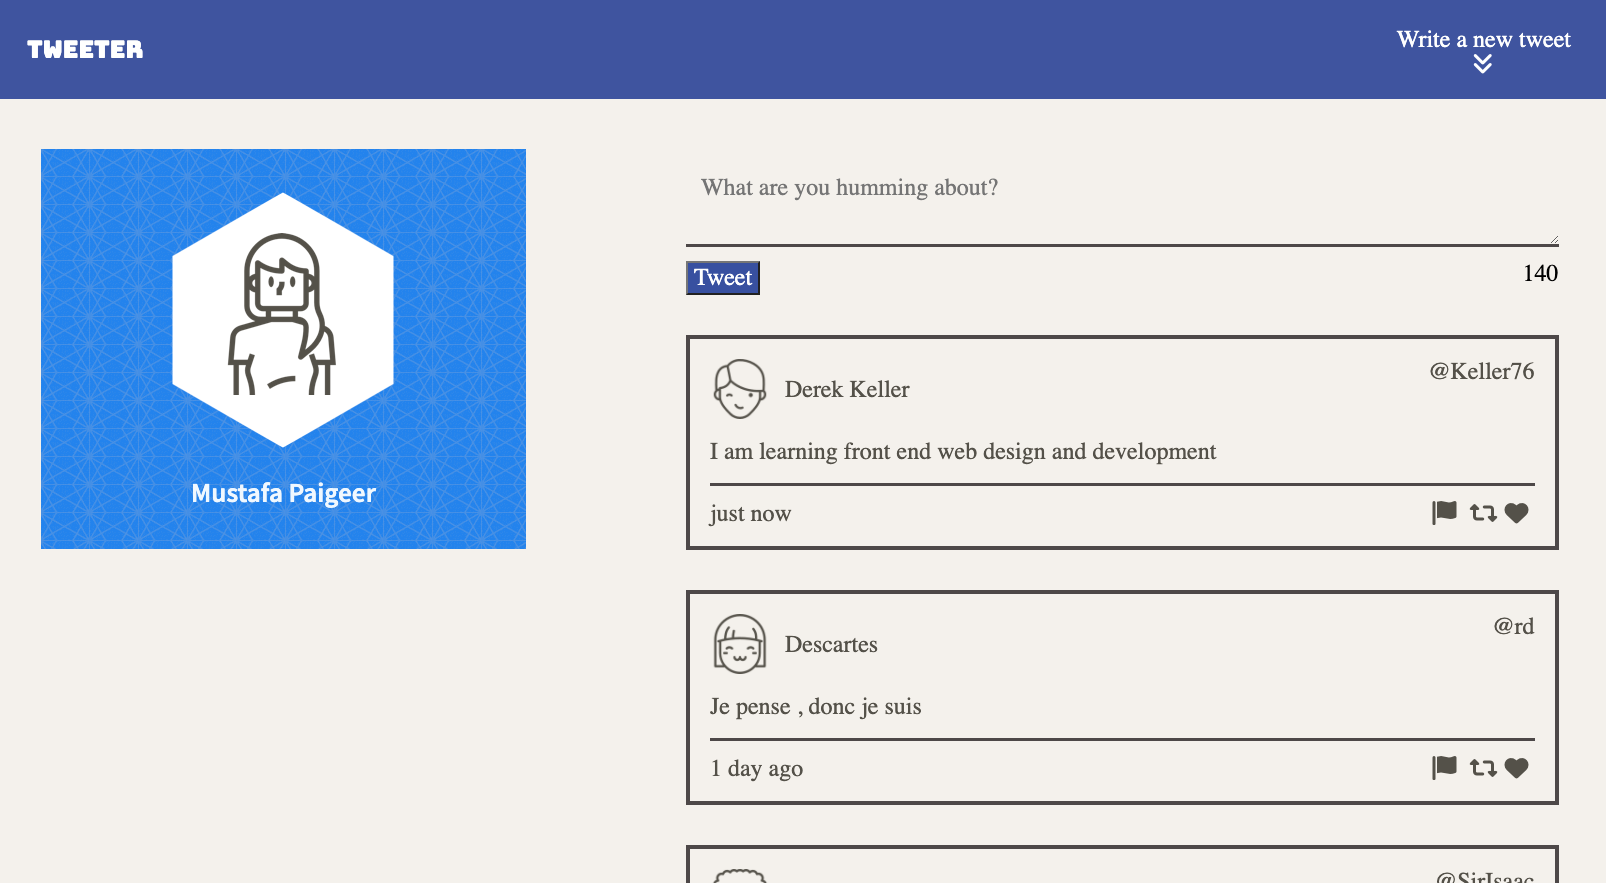 TWEETER
Write a new tweet
Mustafa Paigeer
What are you humming about?
Tweet
140
Derek Keller
@Keller76
I am learning front end web design and development
just now
Descartes
@rd
Je pense , donc je suis
1 day ago
@SirIsaac